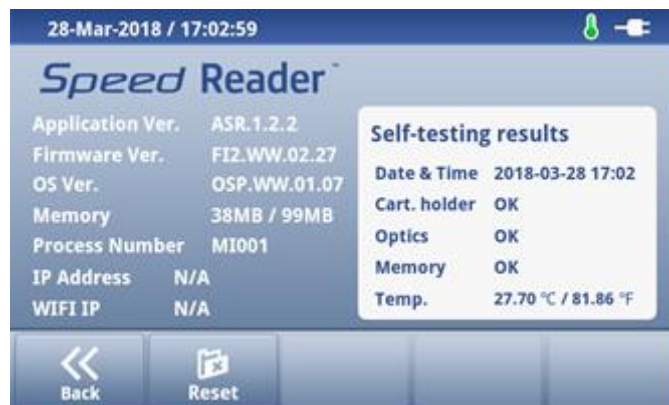 28-Mar-2018 / 17:02:59
Speed Reader™
Application Ver. ASR.1.2.2
Firmware Ver. FI2.WW.02.27
OS Ver. OSP.WW.01.07
Memory 38MB / 99MB
Process Number MI001
IP Address N/A
WIFI IP N/A
Self-testing results
Date & Time 2018-03-28 17:02
Cart. holder OK
Optics OK
Memory OK
Temp. 27.70 °C / 81.86 °F
Back
Reset